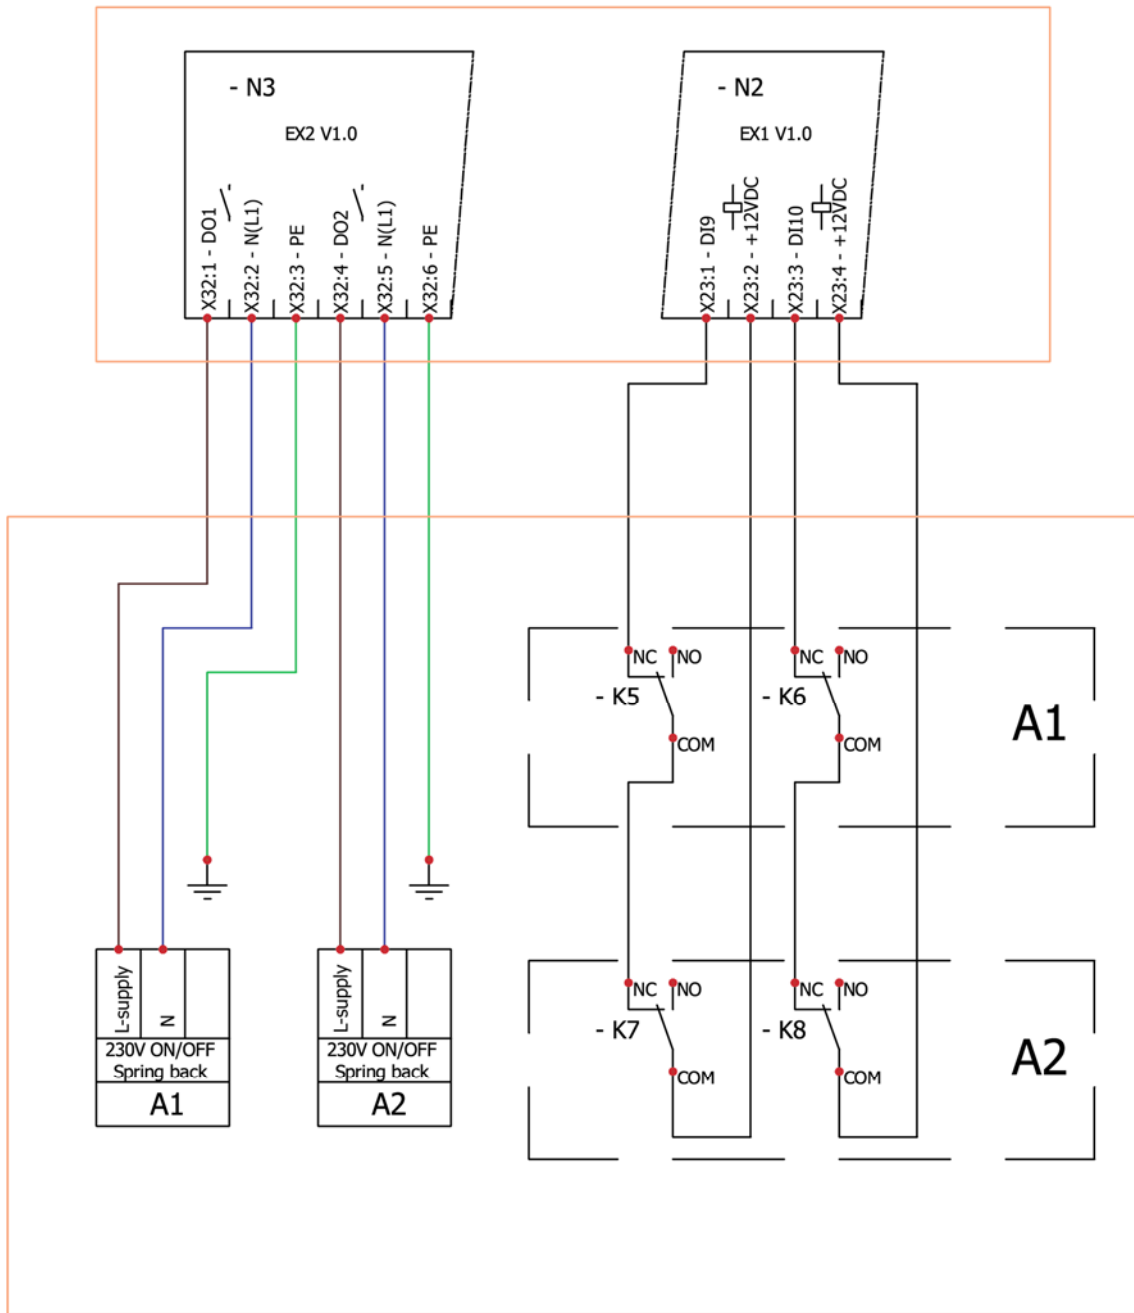 - N3
EX2 V1.0
X32:1 - DO1
X32:2 - N(L1)
X32:3 - PE
X32:4 - DO2
X32:5 - N(L1)
X32:6 - PE
- N2
EX1 V1.0
X23:1 - DI9
X23:2 - +12VDC
X23:3 - DI10
X23:4 - +12VDC
NC
NO
- K5
COM
NC
NO
- K6
COM
A1
NC
NO
- K7
COM
NC
NO
- K8
COM
A2
L-supply
N
230V ON/OFF
Spring back
A1
L-supply
N
230V ON/OFF
Spring back
A2